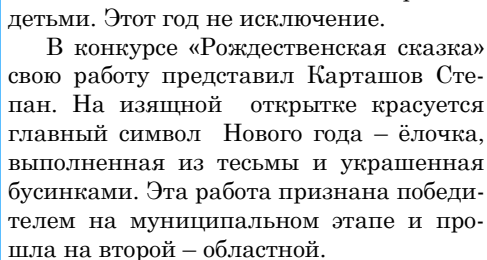 детьми. Этот год не исключение.
В конкурсе «Рождественская сказка»
свою работу представил Карташов Сте-
пан. На изящной открытке красуется
главный символ Нового года – ёлочка,
выполненная из тесьмы и украшенная
бусинками. Эта работа признана победи-
телем на муниципальном этапе и про-
шла на второй – областной.